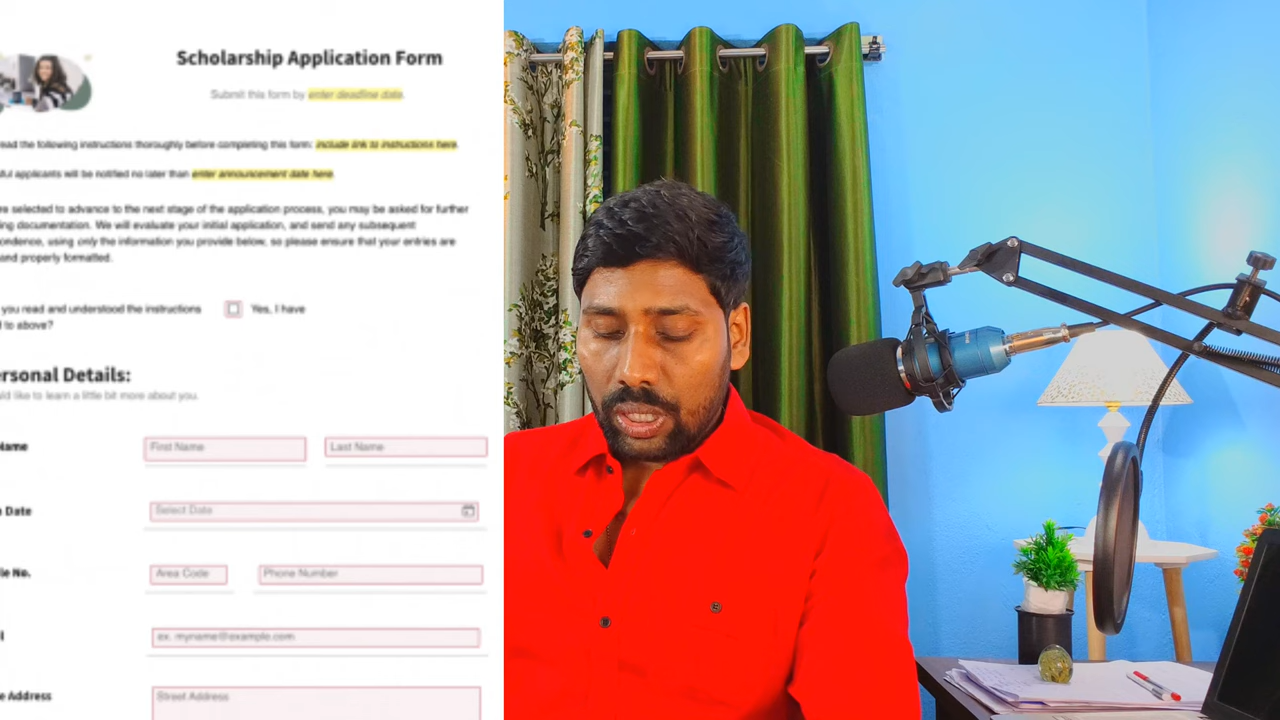 Scholarship Application Form
Submit this form by enter deadline date.
read the following instructions thoroughly before completing this form: include link to instructions here.
applicants will be notified no later than enter announcement date here.
selected to advance to the next stage of the application process, you may be asked for further
documentation. We will evaluate your initial application, and send any subsequent
using only the information you provide below, so please ensure that your entries are
and properly formatted.
you read and understood the instructions
Yes, I have
to above?
ersonal Details:
like to learn a little bit more about you.
Name
First Name
Last Name
Date
Select Date
No.
Area Code
Phone Number
ex. myname@example.com
Address
Street Address